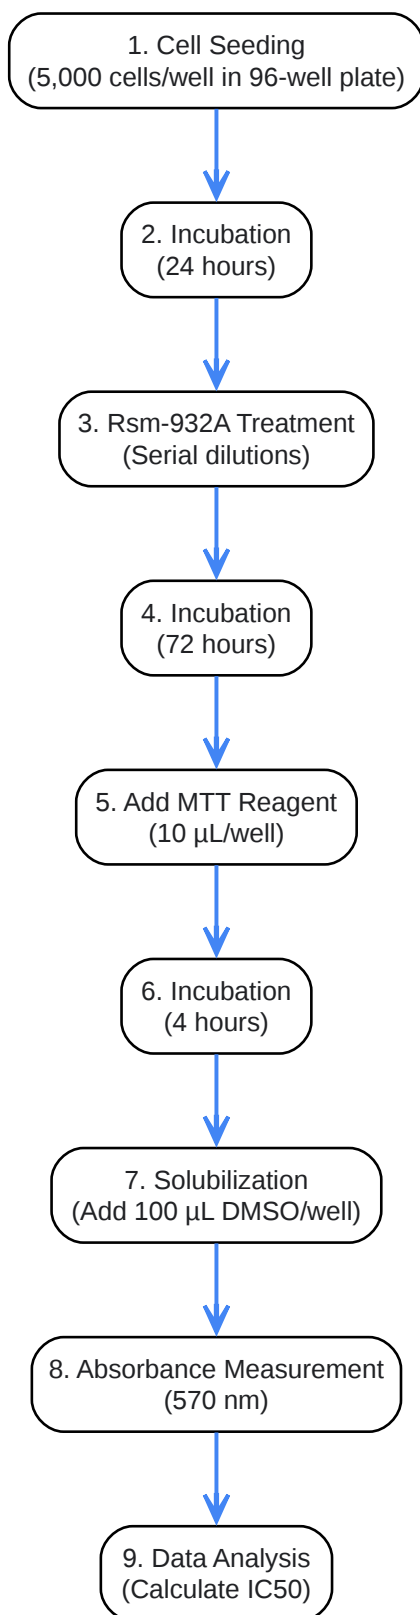 1. Cell Seeding
(5,000 cells/well in 96-well plate)
2. Incubation
(24 hours)
3. Rsm-932A Treatment
(Serial dilutions)
4. Incubation
(72 hours)
5. Add MTT Reagent
(10 µL/well)
6. Incubation
(4 hours)
7. Solubilization
(Add 100 µL DMSO/well)
8. Absorbance Measurement
(570 nm)
9. Data Analysis
(Calculate IC50)